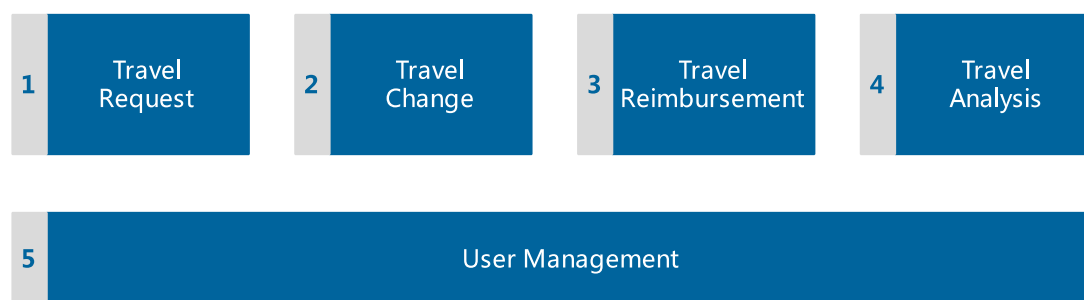 1
Travel
Request
2
Travel
Change
3
Travel
Reimbursement
4
Travel
Analysis
5
User Management